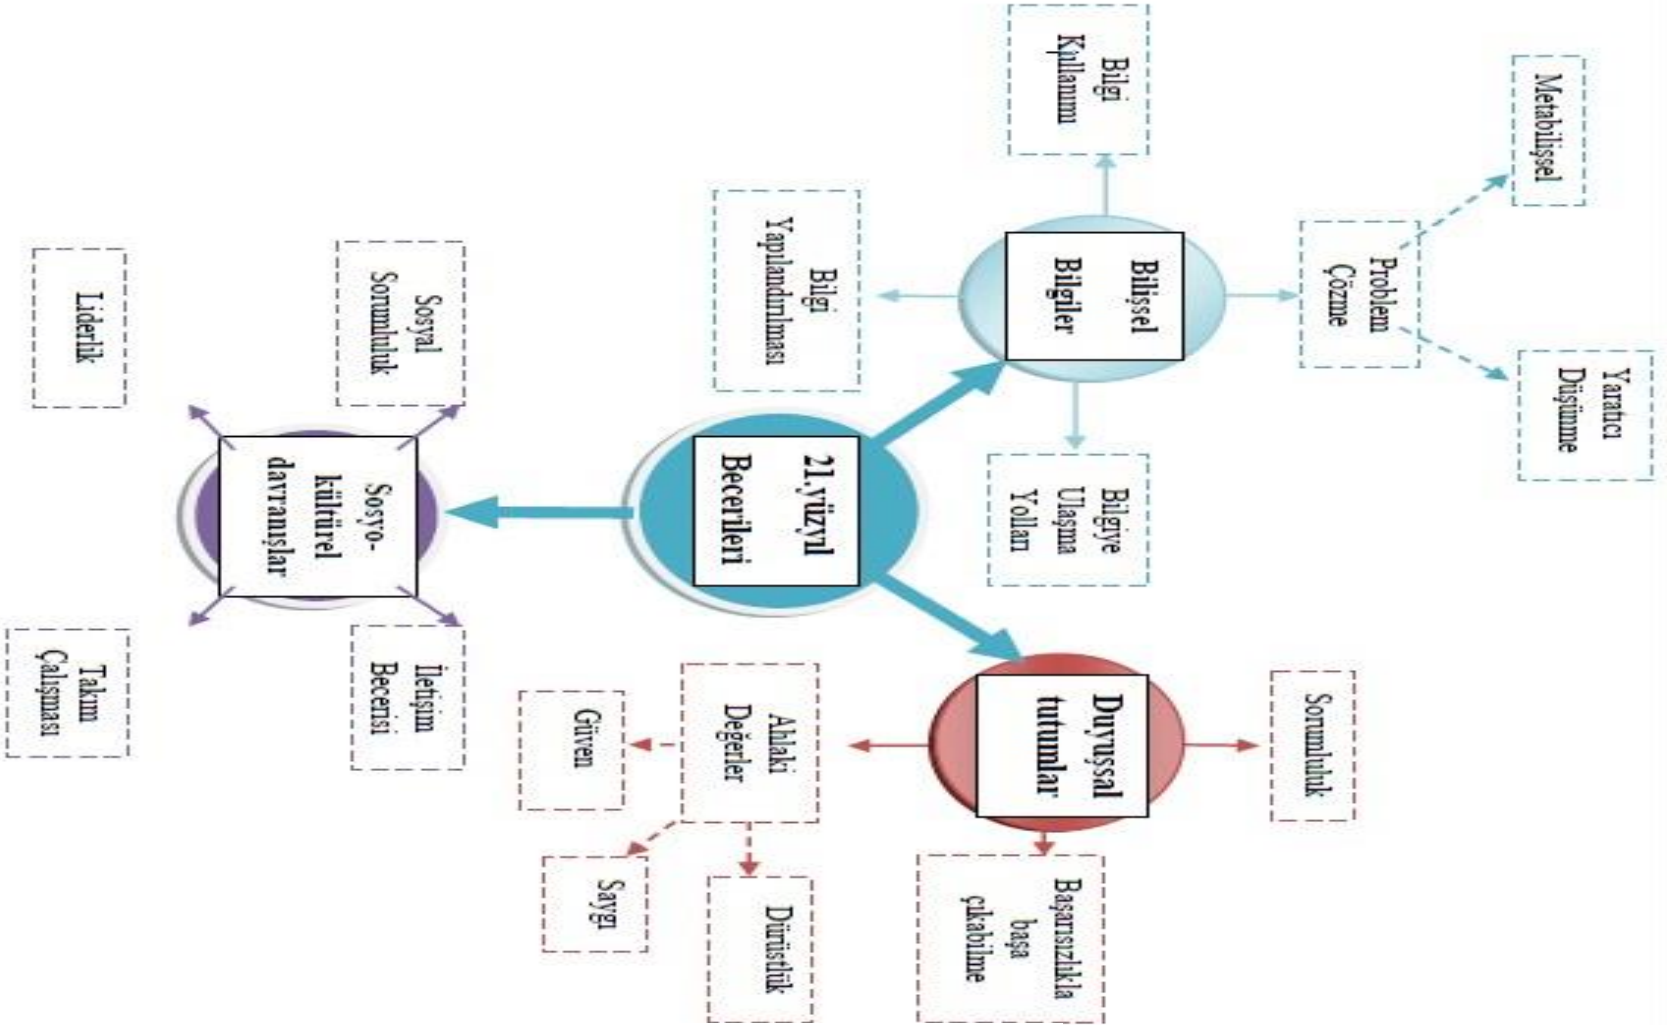 Yaratıcı
Düşünme
Metabilişsel
Problem
Çözme
Sorumluluk
Bilgi
Kullanımı
Bilişsel
Bilgiler
Bilgiye
Ulaşma
Yolları
Duyuşsal
tutumlar
Başarısızlıkla
başa
çıkabilme
Bilgi
Yapılandırılması
21.yüzyıl
Becerileri
Ahlaki
Değerler
Dürüstlük
Güven
Saygı
Sosyal
Sorumluluk
İletişim
Becerisi
Sosyo-
kültürel
davranışlar
Liderlik
Takım
Çalışması